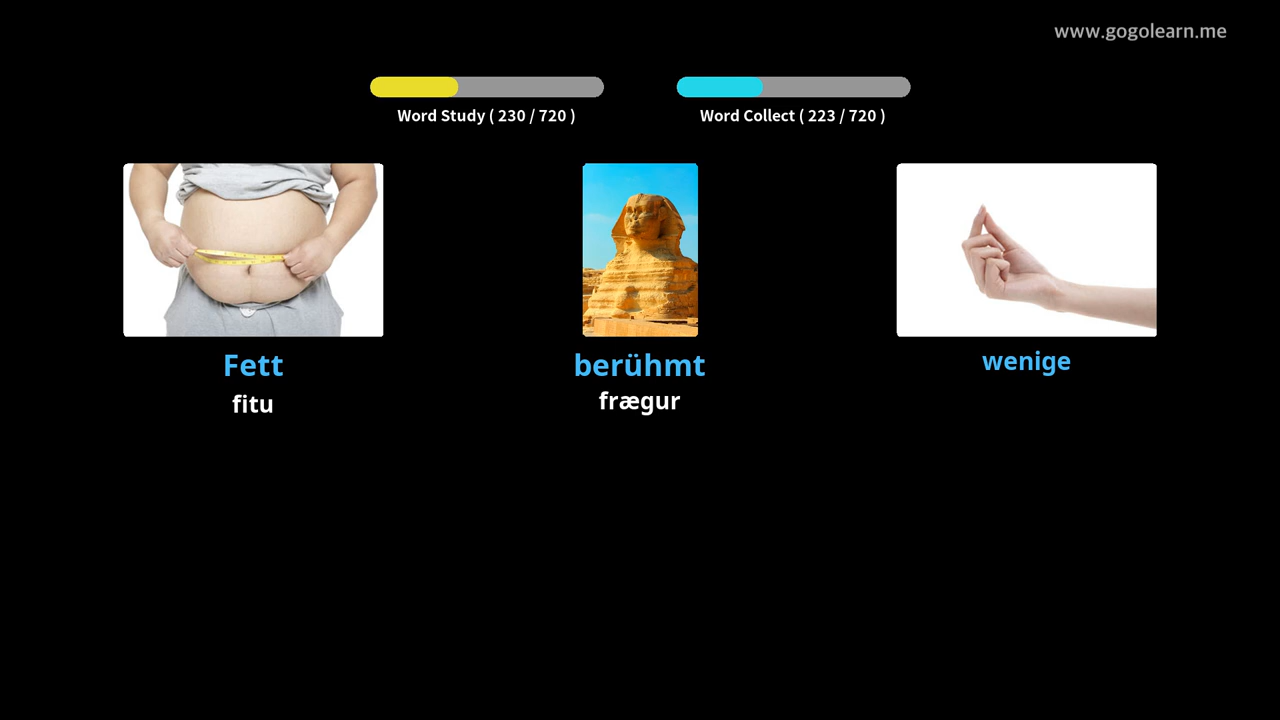 www.gogolearn.me
Word Study ( 230 / 720 )
Word Collect ( 223 / 720 )
Fett
berühmt
wenige
fitu
frægur